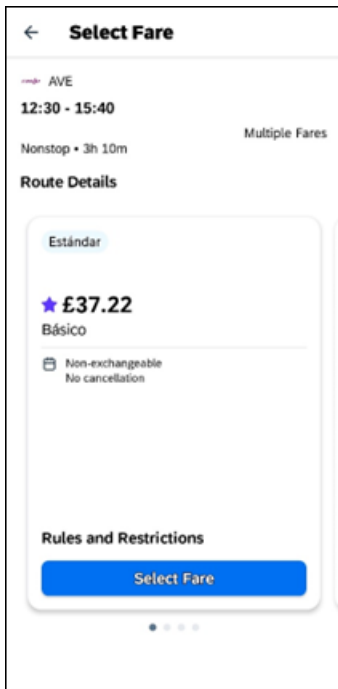 Select Fare
renfe AVE
12:30 - 15:40
Multiple Fares
Nonstop • 3h 10m
Route Details
Estándar
£37.22
Básico
Non-exchangeable
No cancellation
Rules and Restrictions
Select Fare